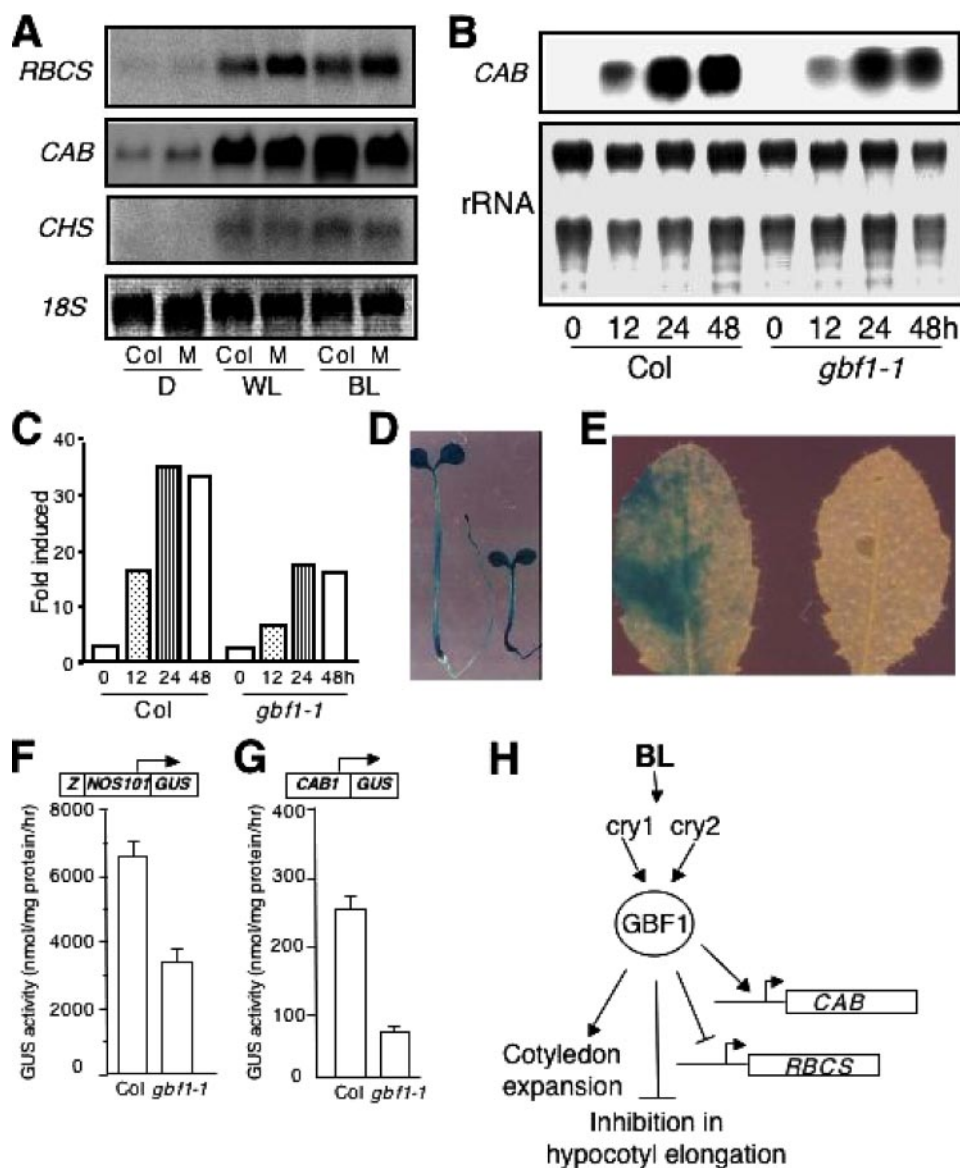 A
RBCS
CAB
CHS
18S
Col M Col M Col M
D WL BL
B
CAB
rRNA
0 12 24 48 0 12 24 48h
Col gbf1-1
C
Fold induced
40
30
20
10
0
0 12 24 48 0 12 24 48h
Col gbf1-1
D
E
F
Z NOS101 GUS
GUS activity (nmol/mg protein/hr)
8000
6000
4000
2000
0
Col gbf1-1
G
CAB1 GUS
GUS activity (nmol/mg protein/hr)
400
300
200
100
0
Col gbf1-1
H
BL
cry1 cry2
GBF1
CAB
RBCS
Cotyledon
expansion
Inhibition in
hypocotyl elongation